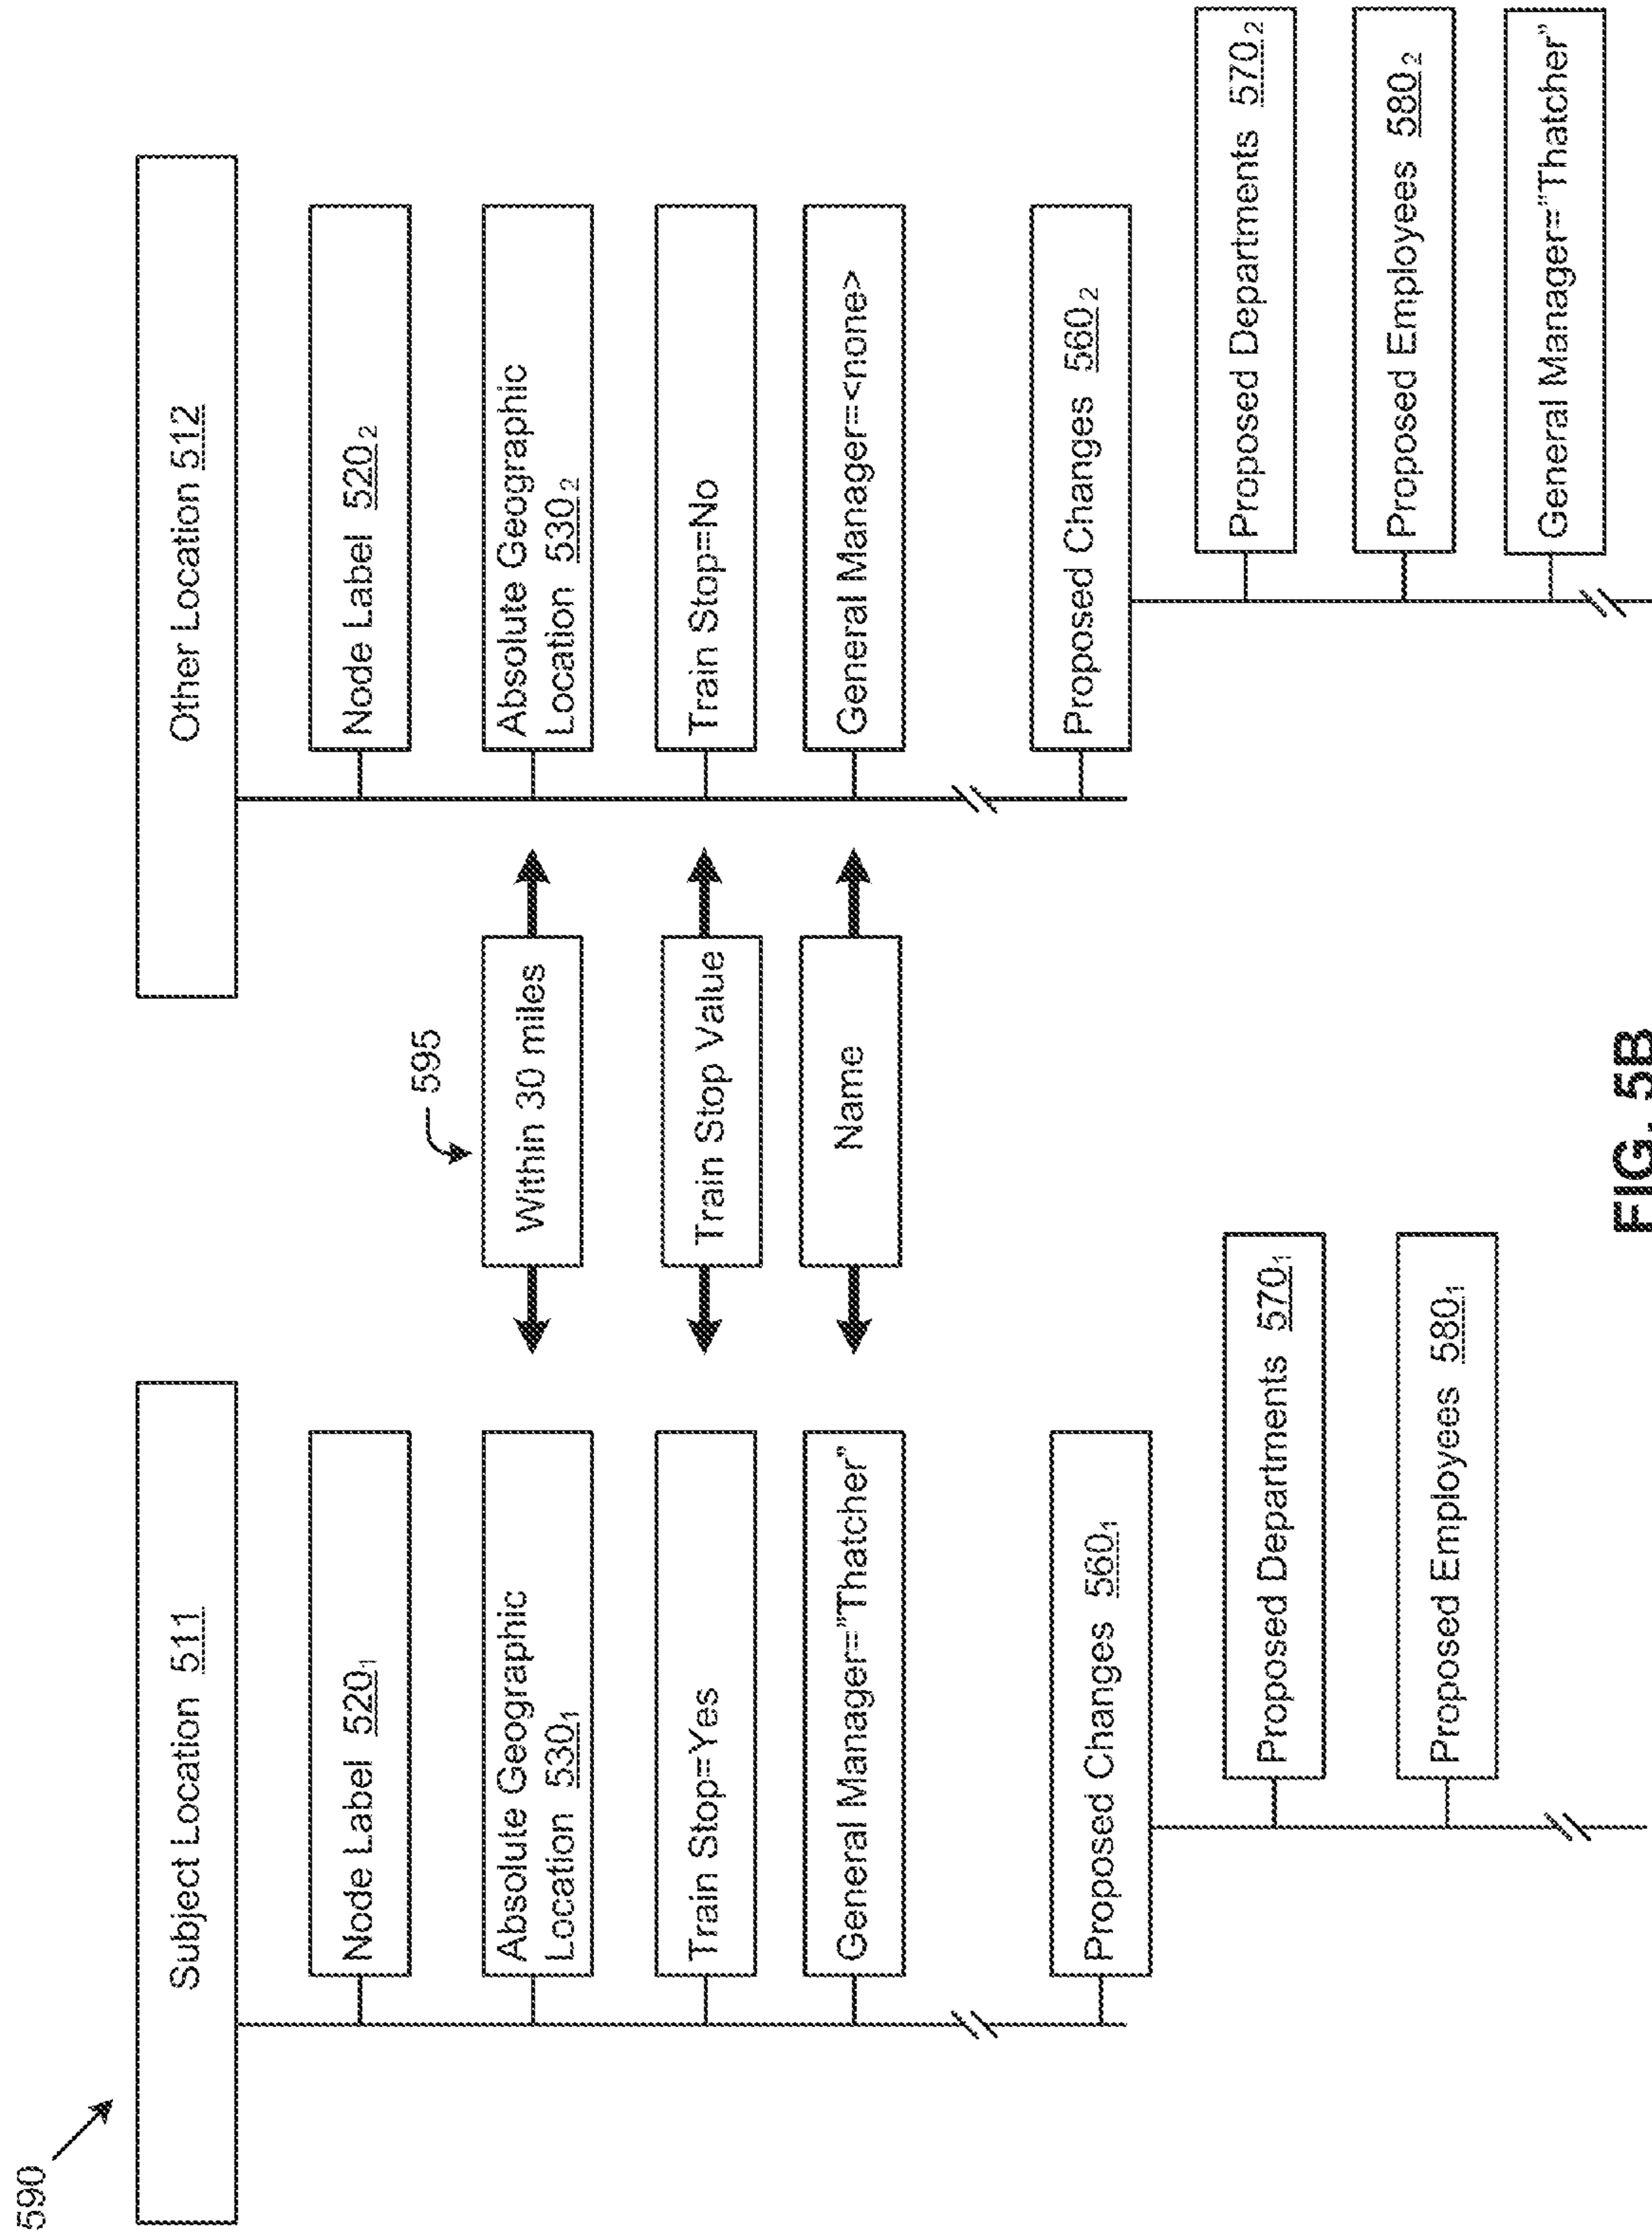 590
Subject Location 511
Node Label 520₁
Absolute Geographic
Location 530₁
Train Stop=Yes
General Manager="Thatcher"
Proposed Changes 560₁
Proposed Departments 570₁
Proposed Employees 580₁
595
Within 30 miles
Train Stop Value
Name
Other Location 512
Node Label 520₂
Absolute Geographic
Location 530₂
Train Stop=No
General Manager=<none>
Proposed Changes 560₂
Proposed Departments 570₂
Proposed Employees 580₂
General Manager="Thatcher"
FIG. 5B